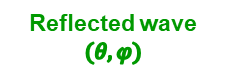 Reflected wave
(θ, φ)